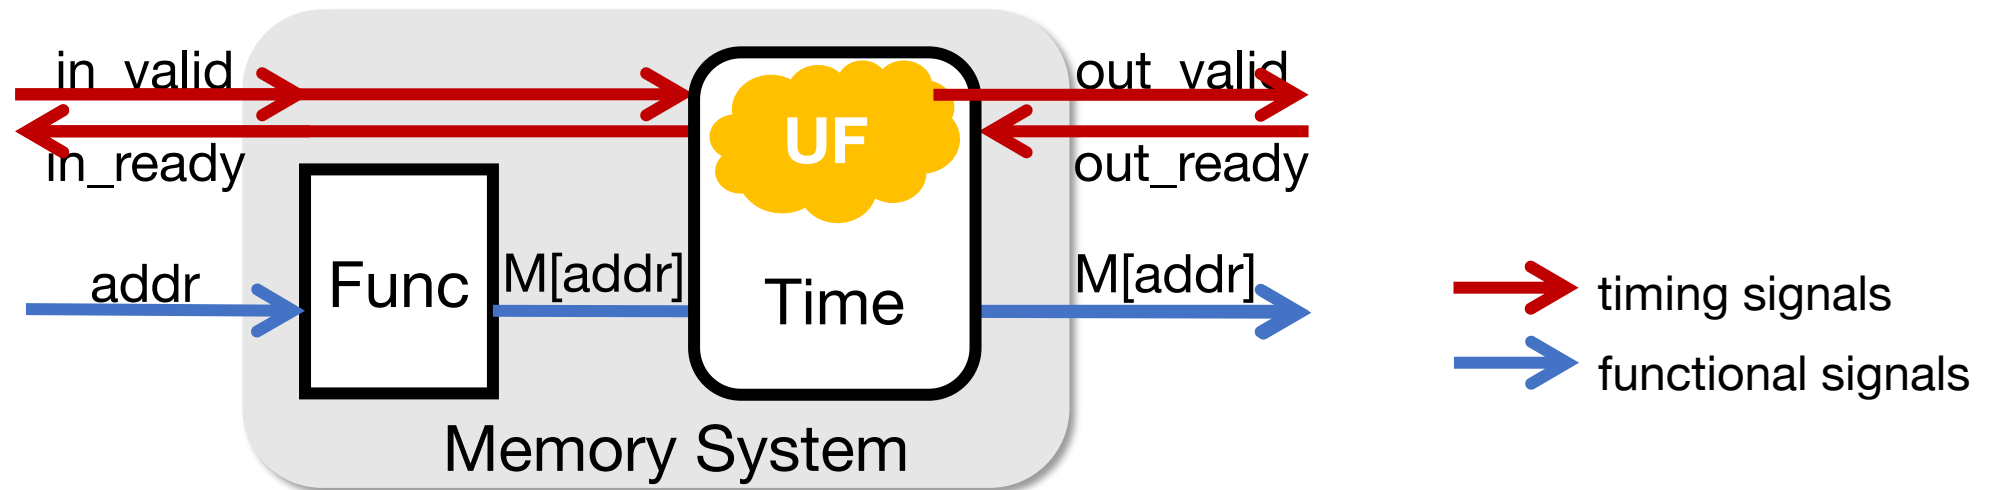 in_valid
out_valid
UF
in_ready
out_ready
addr
Func
M[addr]
Time
M[addr]
timing signals
functional signals
Memory System